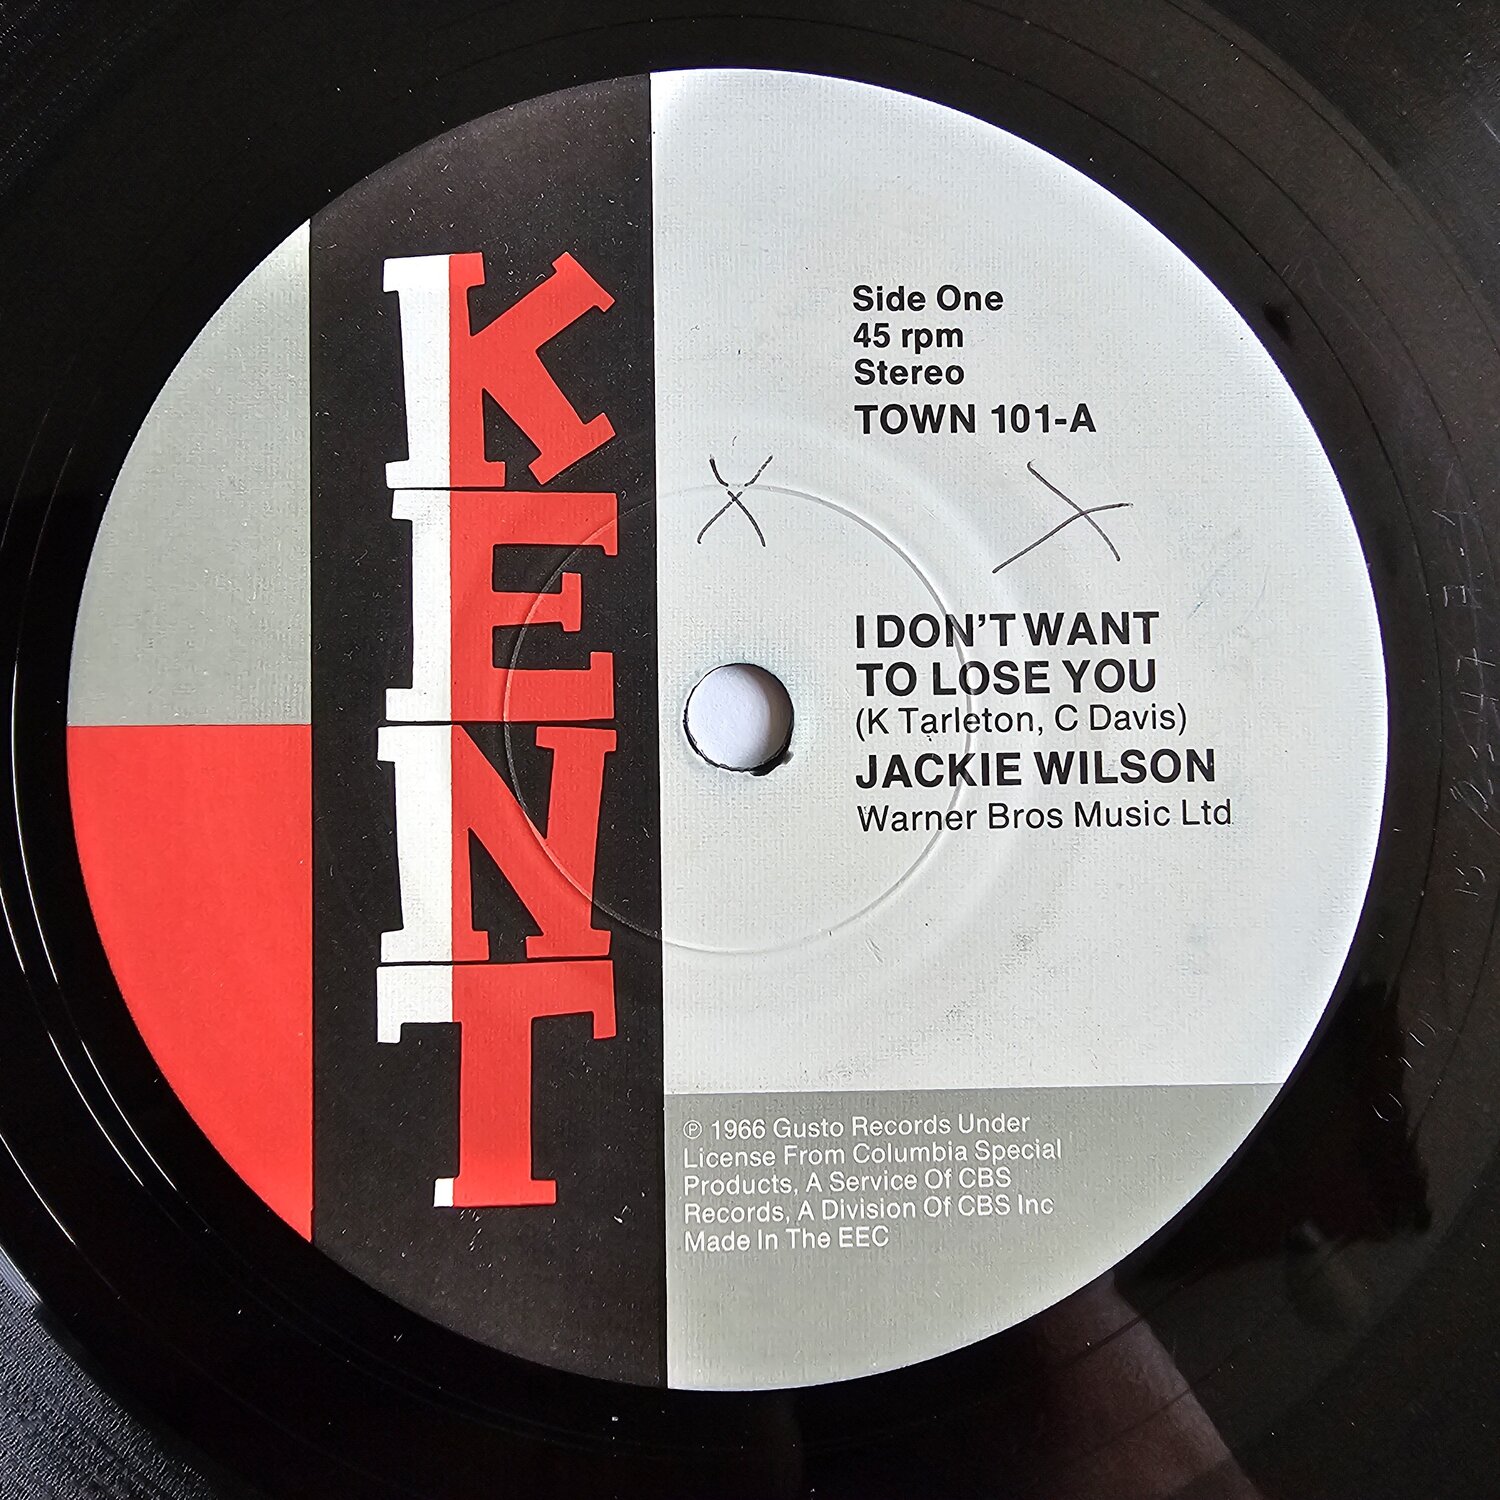 KENT
Side One
45 rpm
Stereo
TOWN 101-A
X X
I DON'T WANT
TO LOSE YOU
(K Tarleton, C Davis)
JACKIE WILSON
Warner Bros Music Ltd
℗ 1966 Gusto Records Under
License From Columbia Special
Products, A Service Of CBS
Records, A Division Of CBS Inc
Made In The EEC